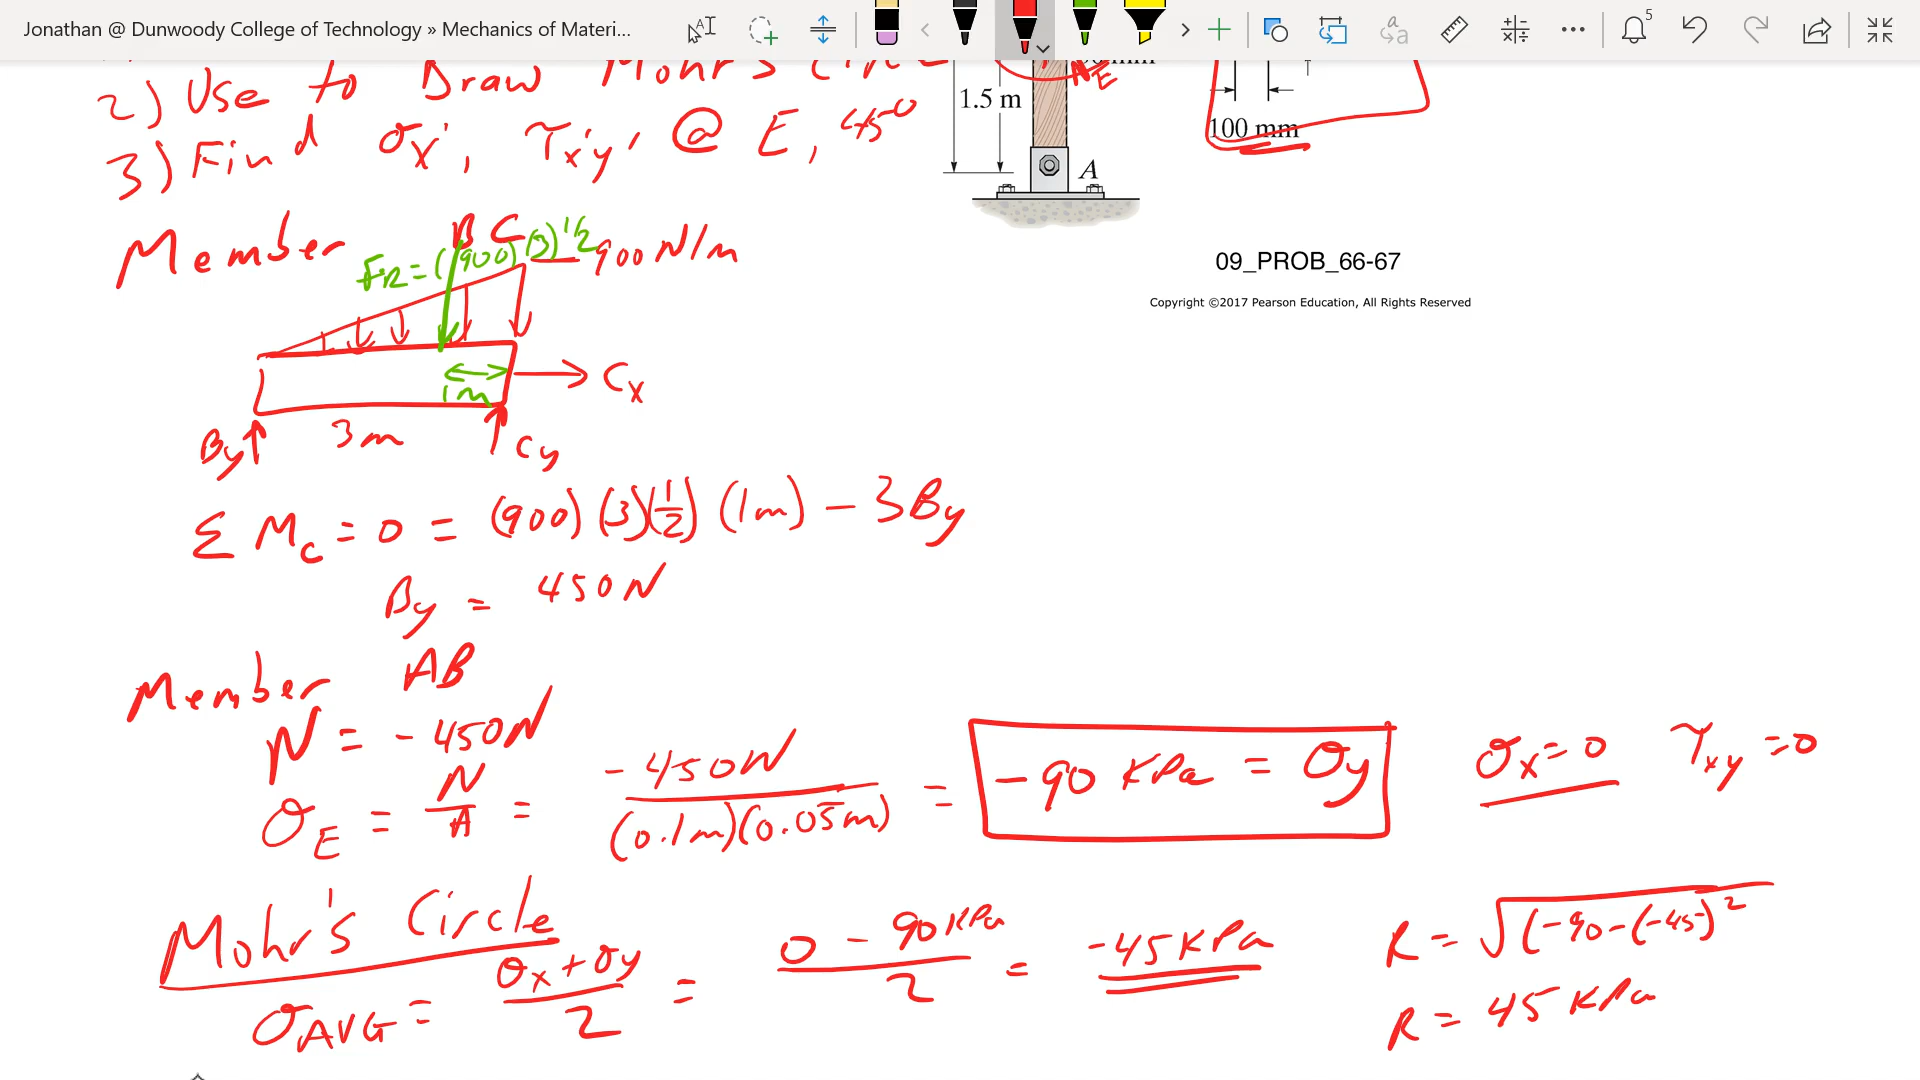 Jonathan @ Dunwoody College of Technology » Mechanics of Materi...
5
2) Use to Draw Mohr's
3) Find σx', τx'y' @ E, 45°
1.5 m
A
100 mm
09_PROB_66-67
Copyright ©2017 Pearson Education, All Rights Reserved
Member BC
FR = (900)(3) 1/2
900 N/m
1m
Cx
By
3m
Cy
Σ Mc = 0 = (900)(3)(1/2)(1m) - 3By
By = 450N
Member AB
N = -450N
σE = N/A = -450N/(0.1m)(0.05m) = -90 KPa = σy
σx = 0
τxy = 0
Mohr's Circle
σAVG = σx + σy/2 = 0 - 90KPa/2 = -45KPa
R = √(-90-(-45)²
R = 45 KPa